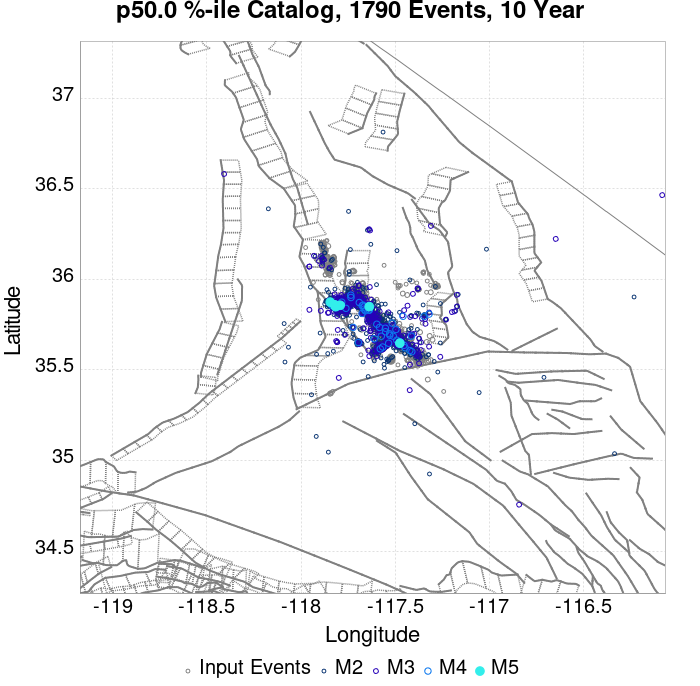 p50.0 %-ile Catalog, 1790 Events, 10 Year
37
36.5
36
35.5
35
34.5
Latitude
-119 -118.5 -118 -117.5 -117 -116.5
Longitude
Input Events M2 M3 M4 M5